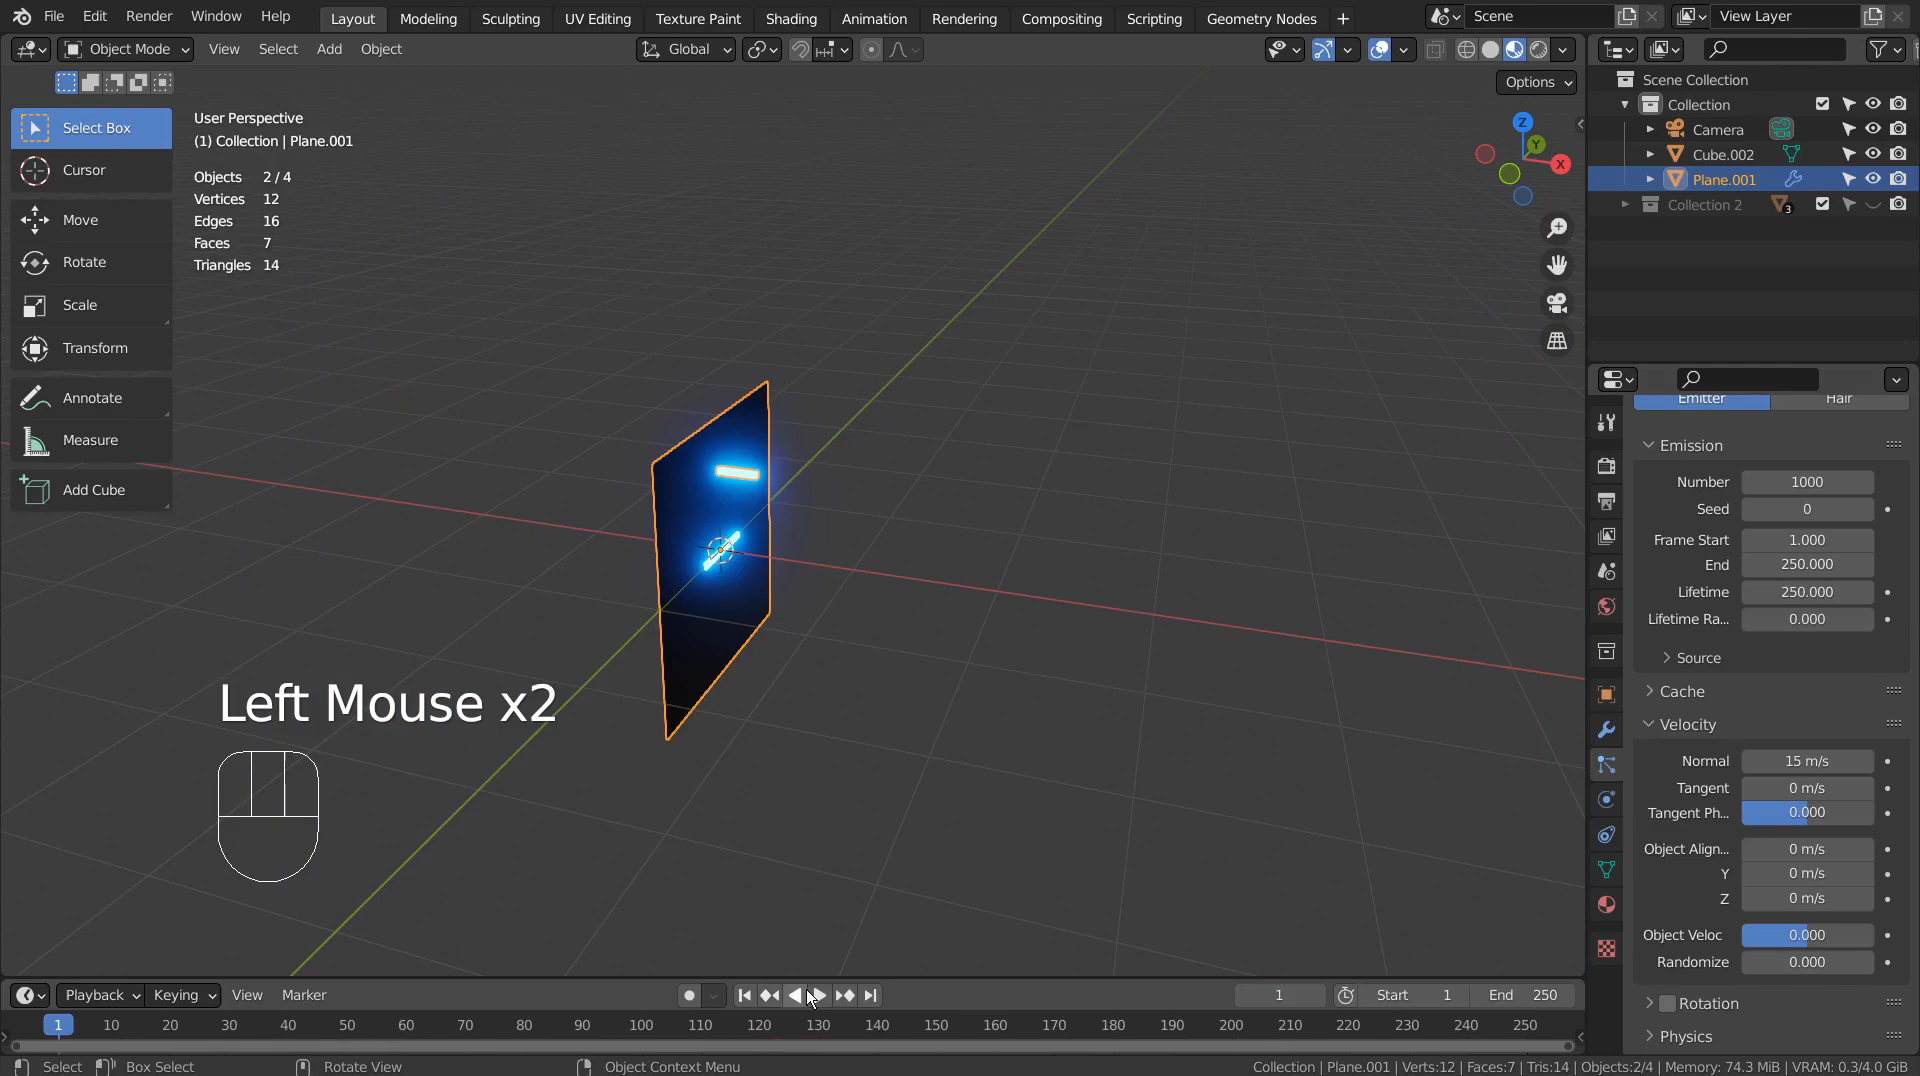 File Edit Render Window Help Layout Modeling Sculpting UV Editing Texture Paint Shading Animation Rendering Compositing Scripting Geometry Nodes + Scene View Layer
Object Mode View Select Add Object Global
Options
Select Box
Cursor
Move
Rotate
Scale
Transform
Annotate
Measure
Add Cube
User Perspective
(1) Collection | Plane.001
Objects 2 / 4
Vertices 12
Edges 16
Faces 7
Triangles 14
Z
Y
X
Left Mouse x2
Scene Collection
Collection
Camera
Cube.002
Plane.001
Collection 2 3
Emitter Hair
Emission
Number 1000
Seed 0
Frame Start 1.000
End 250.000
Lifetime 250.000
Lifetime Ra... 0.000
Source
Cache
Velocity
Normal 15 m/s
Tangent 0 m/s
Tangent Ph... 0.000
Object Align... 0 m/s
Y 0 m/s
Z 0 m/s
Object Veloc 0.000
Randomize 0.000
Rotation
Physics
Playback Keying View Marker 1 Start 1 End 250
1 10 20 30 40 50 60 70 80 90 100 110 120 130 140 150 160 170 180 190 200 210 220 230 240 250
Select Box Select Rotate View Object Context Menu Collection | Plane.001 | Verts:12 | Faces:7 | Tris:14 | Objects:2/4 | Memory: 74.3 MiB | VRAM: 0.3/4.0 GiB